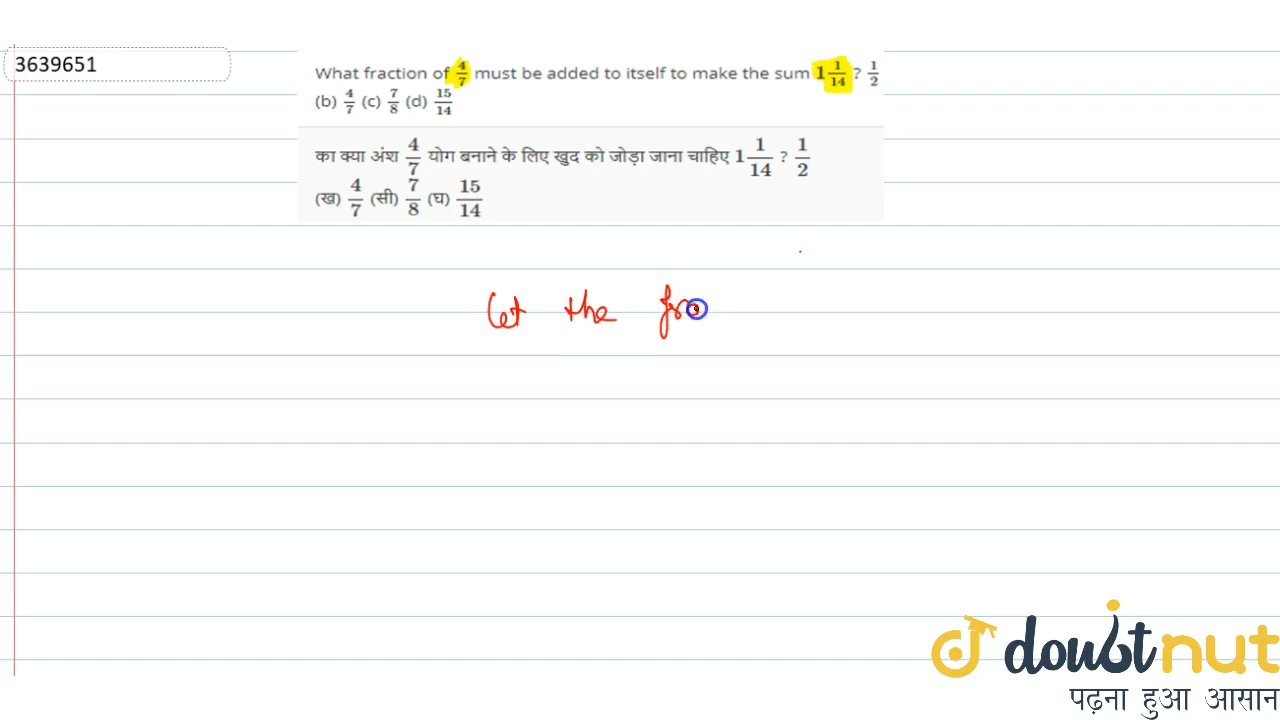 3639651
What fraction of 4/7 must be added to itself to make the sum 1 1/14 ? 1/2
(b) 4/7 (c) 7/8 (d) 15/14
का क्या अंश 4/7 योग बनाने के लिए खुद को जोड़ा जाना चाहिए 1 1/14 ? 1/2
(ख) 4/7 (सी) 7/8 (घ) 15/14
Let the fra
doubtnut
पढ़ना हुआ आसान